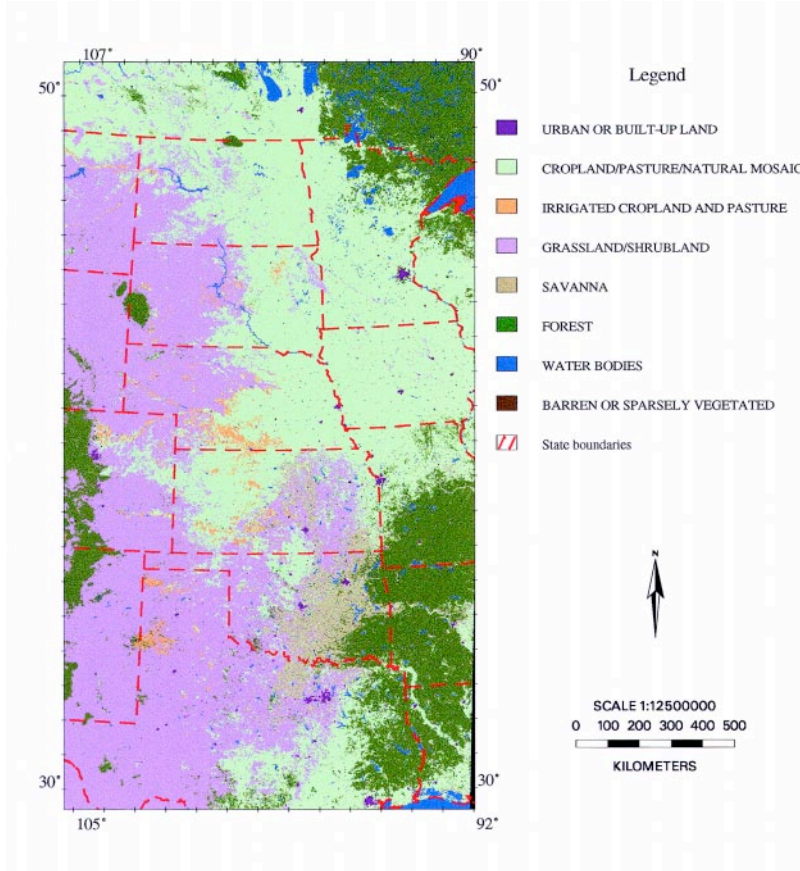 107°
90°
50°
50°
Legend
URBAN OR BUILT-UP LAND
CROPLAND/PASTURE/NATURAL MOSAIC
IRRIGATED CROPLAND AND PASTURE
GRASSLAND/SHRUBLAND
SAVANNA
FOREST
WATER BODIES
BARREN OR SPARSELY VEGETATED
State boundaries
N
SCALE 1:12500000
0 100 200 300 400 500
KILOMETERS
30°
30°
105°
92°